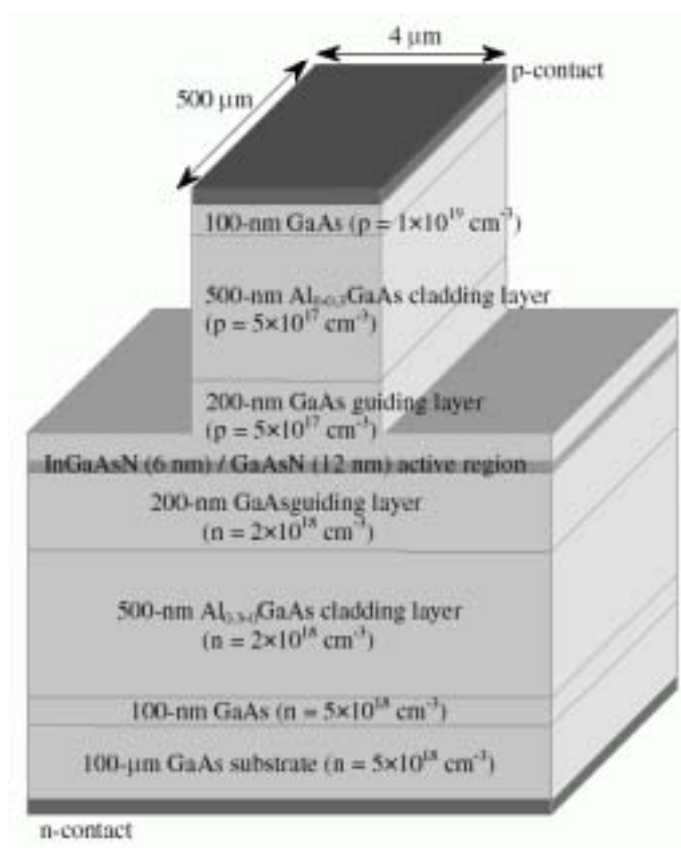 4 μm
p-contact
500 μm
100-nm GaAs (p = 1×10¹⁹ cm⁻³)
500-nm Al GaAs cladding layer
(p = 5×10¹⁷ cm⁻³)
200-nm GaAs guiding layer
(p = 5×10¹⁷ cm⁻³)
InGaAsN (6 nm) / GaAsN (12 nm) active region
200-nm GaAsguiding layer
(n = 2×10¹⁸ cm⁻³)
500-nm Al GaAs cladding layer
(n = 2×10¹⁸ cm⁻³)
100-nm GaAs (n = 5×10¹⁸ cm⁻³)
100-μm GaAs substrate (n = 5×10¹⁸ cm⁻³)
n-contact